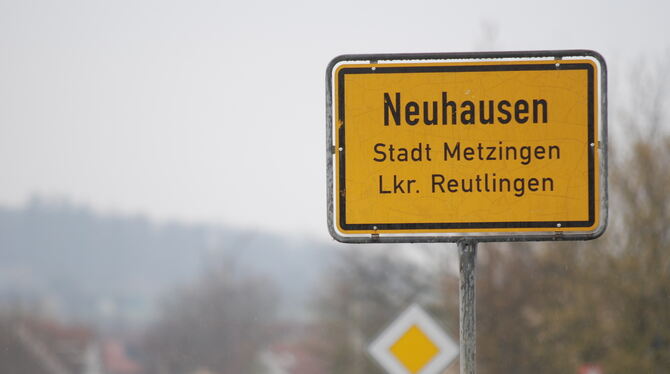 Neuhausen
Stadt Metzingen
Lkr. Reutlingen